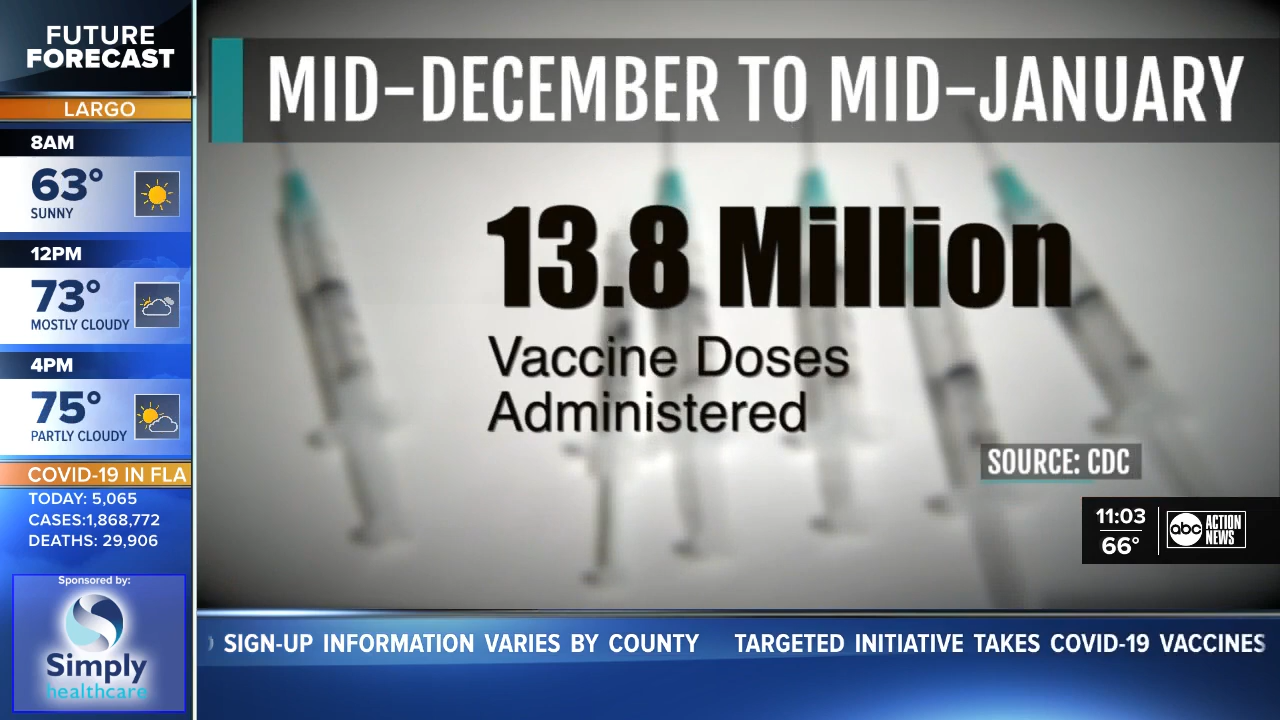 FUTURE
FORECAST
LARGO
8AM
63°
SUNNY
12PM
73°
MOSTLY CLOUDY
4PM
75°
PARTLY CLOUDY
COVID-19 IN FLA
TODAY: 5,065
CASES:1,868,772
DEATHS: 29,906
Sponsored by:
Simply
healthcare
MID-DECEMBER TO MID-JANUARY
13.8 Million
Vaccine Doses
Administered
SOURCE: CDC
11:03
66°
abc
ACTION
NEWS
SIGN-UP INFORMATION VARIES BY COUNTY TARGETED INITIATIVE TAKES COVID-19 VACCINES